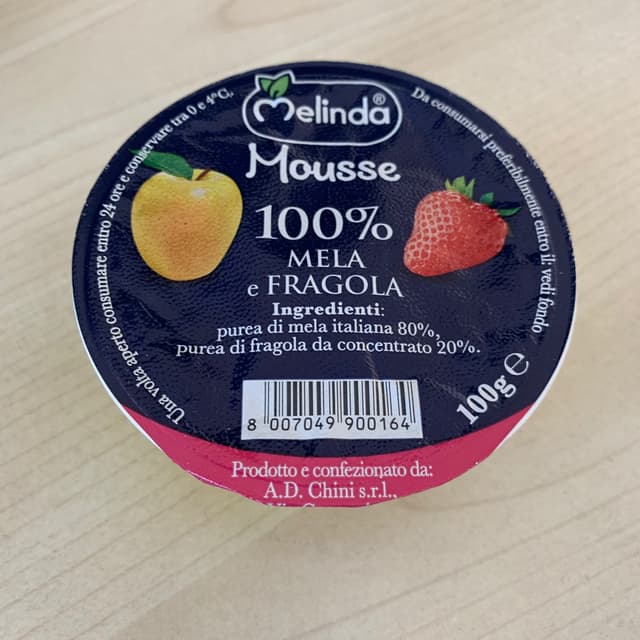 Melinda®
Mousse
100%
MELA
e FRAGOLA
Ingredienti:
purea di mela italiana 80%,
purea di fragola da concentrato 20%.
8 007049 900164
100g e
Prodotto e confezionato da:
A.D. Chini s.r.l.,
Una volta aperto consumare entro 24 ore e conservare tra 0 e 4°C.
Da consumarsi preferibilmente entro il: vedi fondo